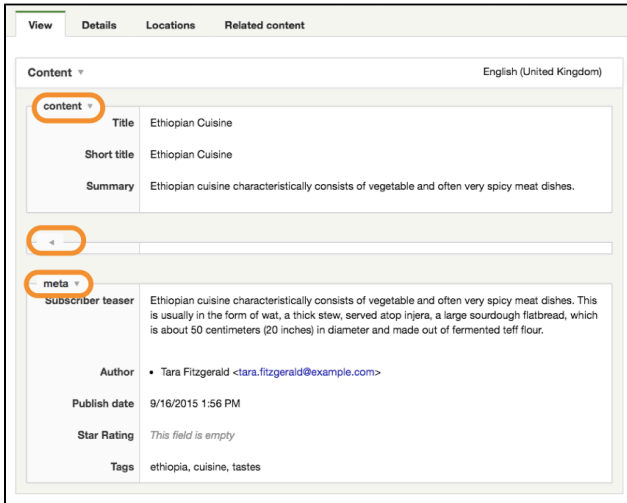 View Details Locations Related content
Content ▼ English (United Kingdom)
content ▼
Title Ethiopian Cuisine
Short title Ethiopian Cuisine
Summary Ethiopian cuisine characteristically consists of vegetable and often very spicy meat dishes.
◄
meta ▼
Subscriber teaser Ethiopian cuisine characteristically consists of vegetable and often very spicy meat dishes. This
is usually in the form of wat, a thick stew, served atop injera, a large sourdough flatbread, which
is about 50 centimeters (20 inches) in diameter and made out of fermented teff flour.
Author • Tara Fitzgerald <tara.fitzgerald@example.com>
Publish date 9/16/2015 1:56 PM
Star Rating This field is empty
Tags ethiopia, cuisine, tastes